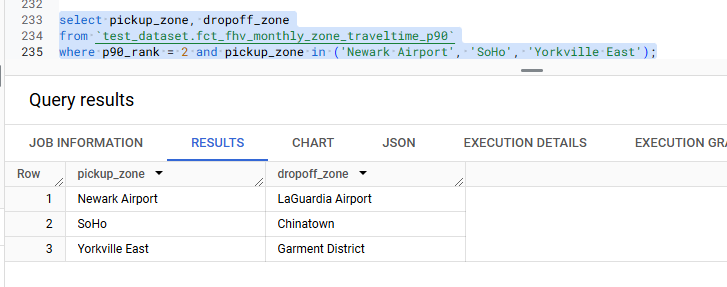 232
233 select pickup_zone, dropoff_zone
234 from `test_dataset.fct_fhv_monthly_zone_traveltime_p90`
235 where p90_rank = 2 and pickup_zone in ('Newark Airport', 'SoHo', 'Yorkville East');
Query results
JOB INFORMATION RESULTS CHART JSON EXECUTION DETAILS EXECUTION GRA
Row pickup_zone dropoff_zone
1 Newark Airport LaGuardia Airport
2 SoHo Chinatown
3 Yorkville East Garment District